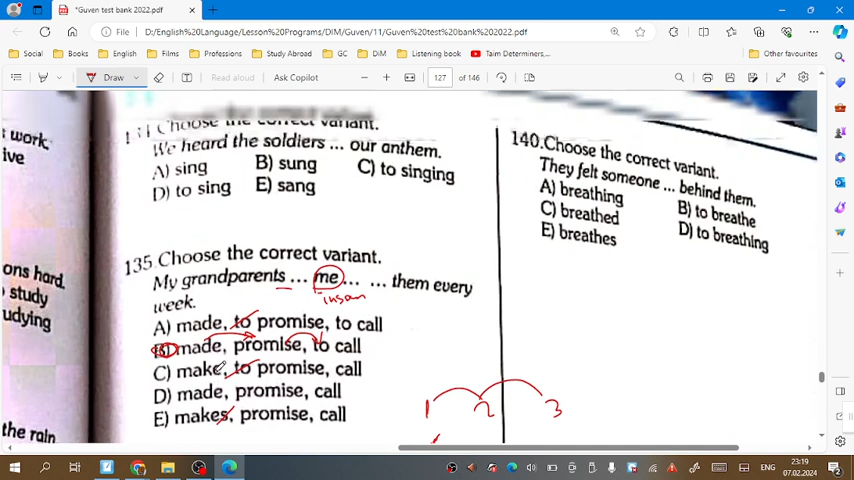 *Guven test bank 2022.pdf
File
D:/English%20Language/Lesson%20Programs/DiM/Guven/11/Guven%20test%20bank%202022.pdf
Social
Books
English
Films
Professions
Study Abroad
GC
DiM
Listening book
Taim Determiners...
Other favourites
Draw
Read aloud
Ask Copilot
127 of 146
work.
ive
ons hard.
study
udying
the rain
Choose the correct variant.
We heard the soldiers ... our anthem.
A) sing
B) sung
C) to singing
D) to sing
E) sang
135.Choose the correct variant.
My grandparents ... me ... ... them every
insan
week.
A) made, to promise, to call
B) made, promise, to call
C) make, to promise, call
D) made, promise, call
E) makes, promise, call
1 2 3
140.Choose the correct variant.
They felt someone ... behind them.
A) breathing
B) to breathe
C) breathed
D) to breathing
E) breathes
ENG
23:19
07.02.2024